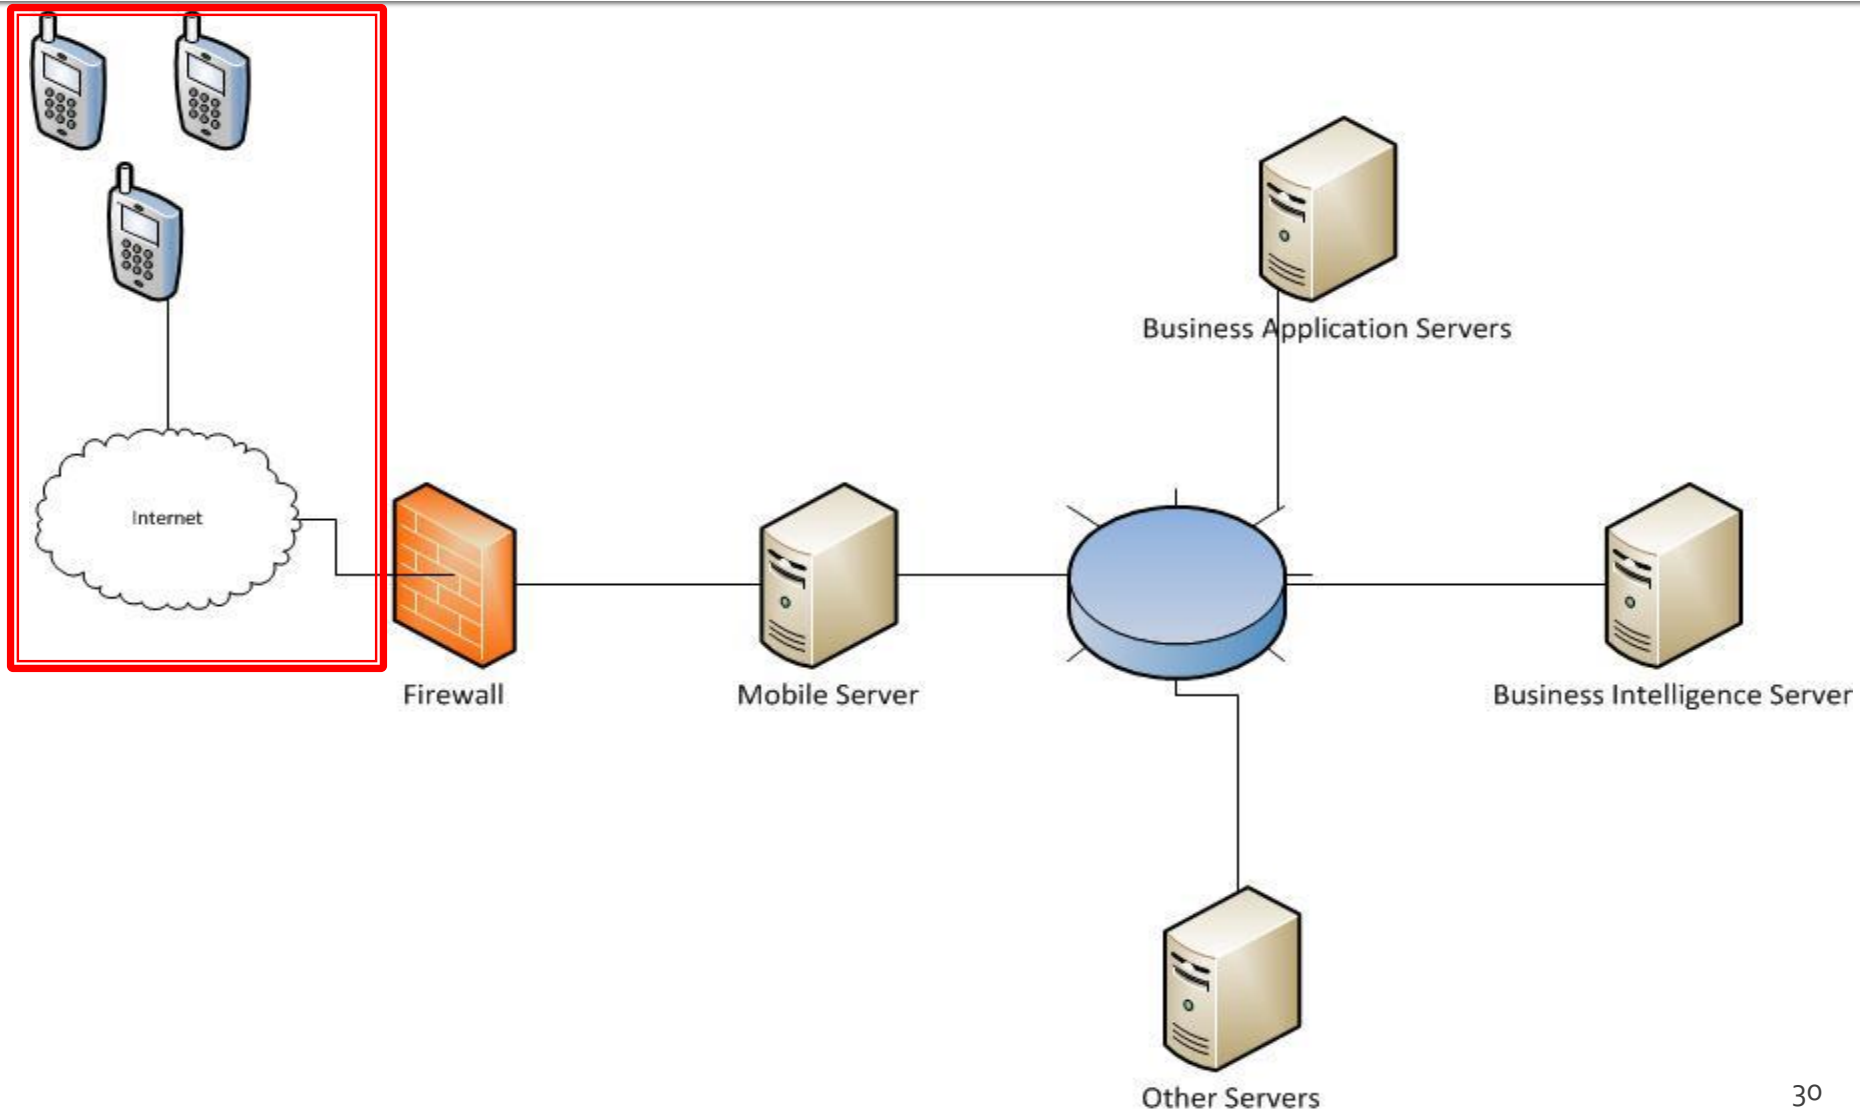 Business Application Servers
Internet
Firewall
Mobile Server
Business Intelligence Server
Other Servers
30